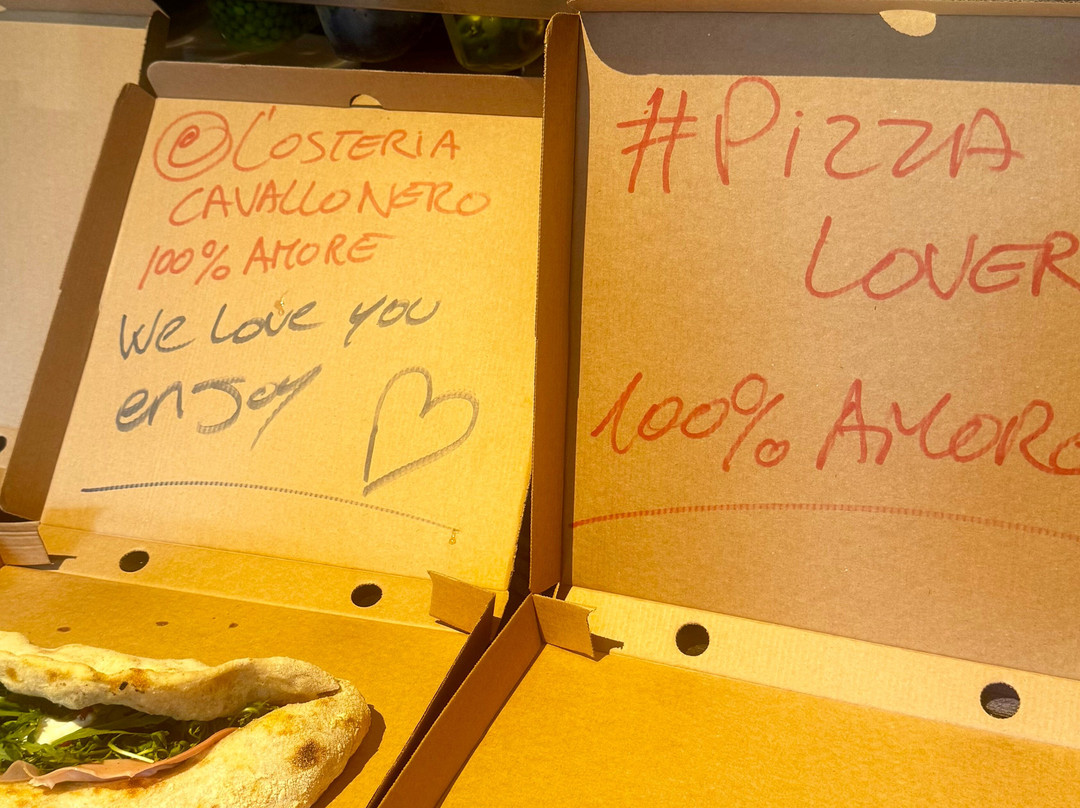 @L'OSTERIA
CAVALLO NERO
100% AMORE
We Love you
enJoy
#PizzA
LOVER
100% AMORE